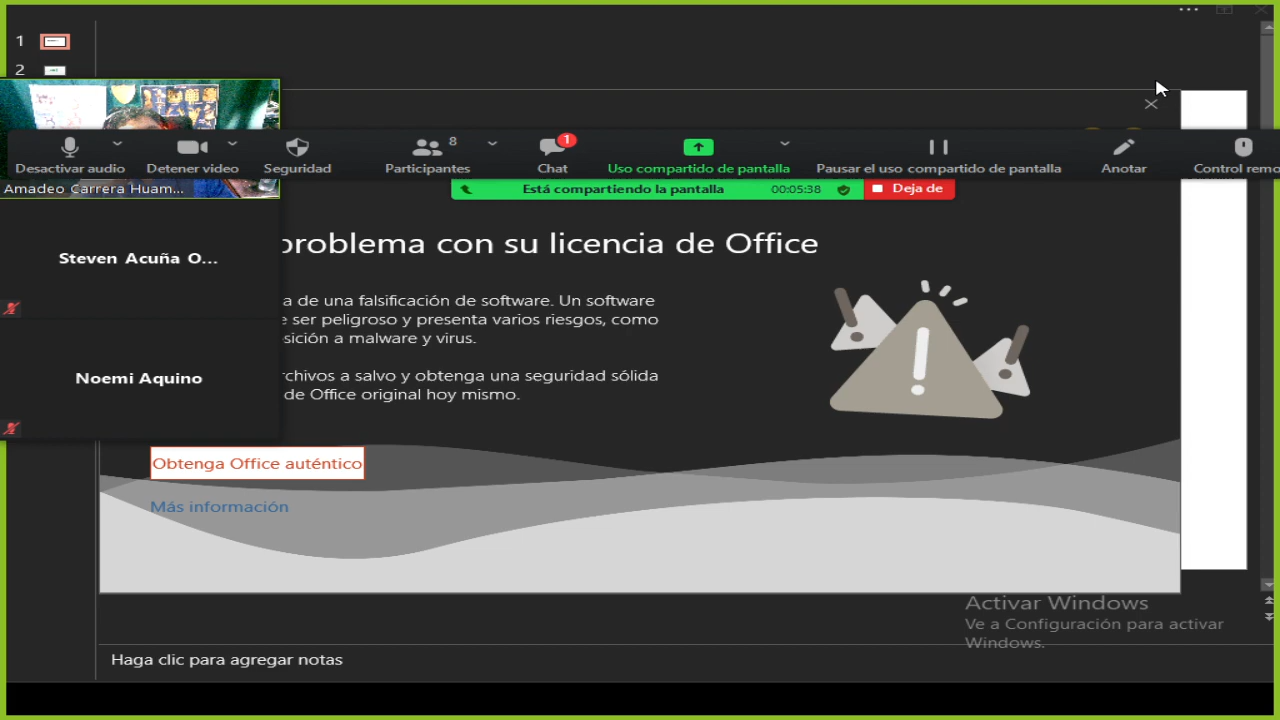 1
2
8
1
Desactivar audio
Detener video
Seguridad
Participantes
Chat
Uso compartido de pantalla
Pausar el uso compartido de pantalla
Anotar
Control remo
Amadeo Carrera Huam...
Está compartiendo la pantalla
00:05:38
Deja de
problema con su licencia de Office
Steven Acuña O...
a de una falsificación de software. Un software
e ser peligroso y presenta varios riesgos, como
sición a malware y virus.
Noemi Aquino
rchivos a salvo y obtenga una seguridad sólida
de Office original hoy mismo.
Obtenga Office auténtico
Más información
Activar Windows
Ve a Configuración para activar
Windows.
Haga clic para agregar notas